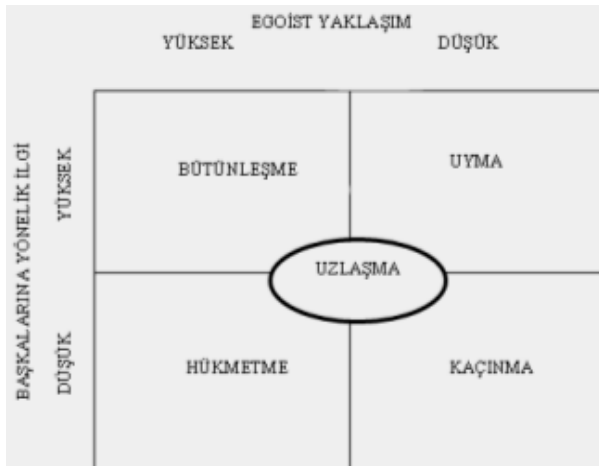 EGOİST YAKLAŞIM
YÜKSEK DÜŞÜK
BAŞKALARINA YÖNELİK İLGİ
YÜKSEK
BÜTÜNLEŞME UYMA
UZLAŞMA
DÜŞÜK
HÜKMETME KAÇINMA